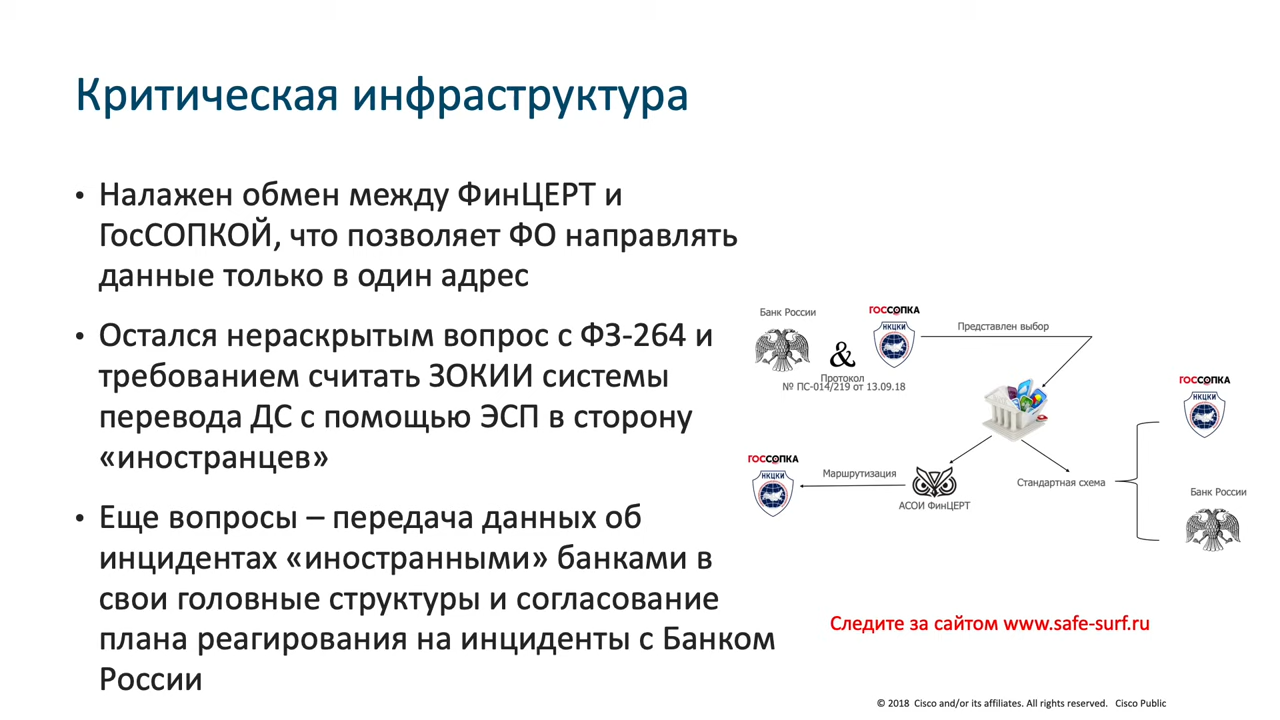 Критическая инфраструктура
• Налажен обмен между ФинЦЕРТ и
ГосСОПКОЙ, что позволяет ФО направлять
данные только в один адрес
• Остался нераскрытым вопрос с ФЗ-264 и
требованием считать ЗОКИИ системы
перевода ДС с помощью ЭСП в сторону
«иностранцев»
• Еще вопросы – передача данных об
инцидентах «иностранными» банками в
свои головные структуры и согласование
плана реагирования на инциденты с Банком
России
Банк России
&
ГОССОПКА
НКЦКИ
Протокол
№ ПС-014/219 от 13.09.18
Представлен выбор
ГОССОПКА
НКЦКИ
Маршрутизация
АСОИ ФинЦЕРТ
Стандартная схема
ГОССОПКА
НКЦКИ
Банк России
Следите за сайтом www.safe-surf.ru
© 2018 Cisco and/or its affiliates. All rights reserved. Cisco Public